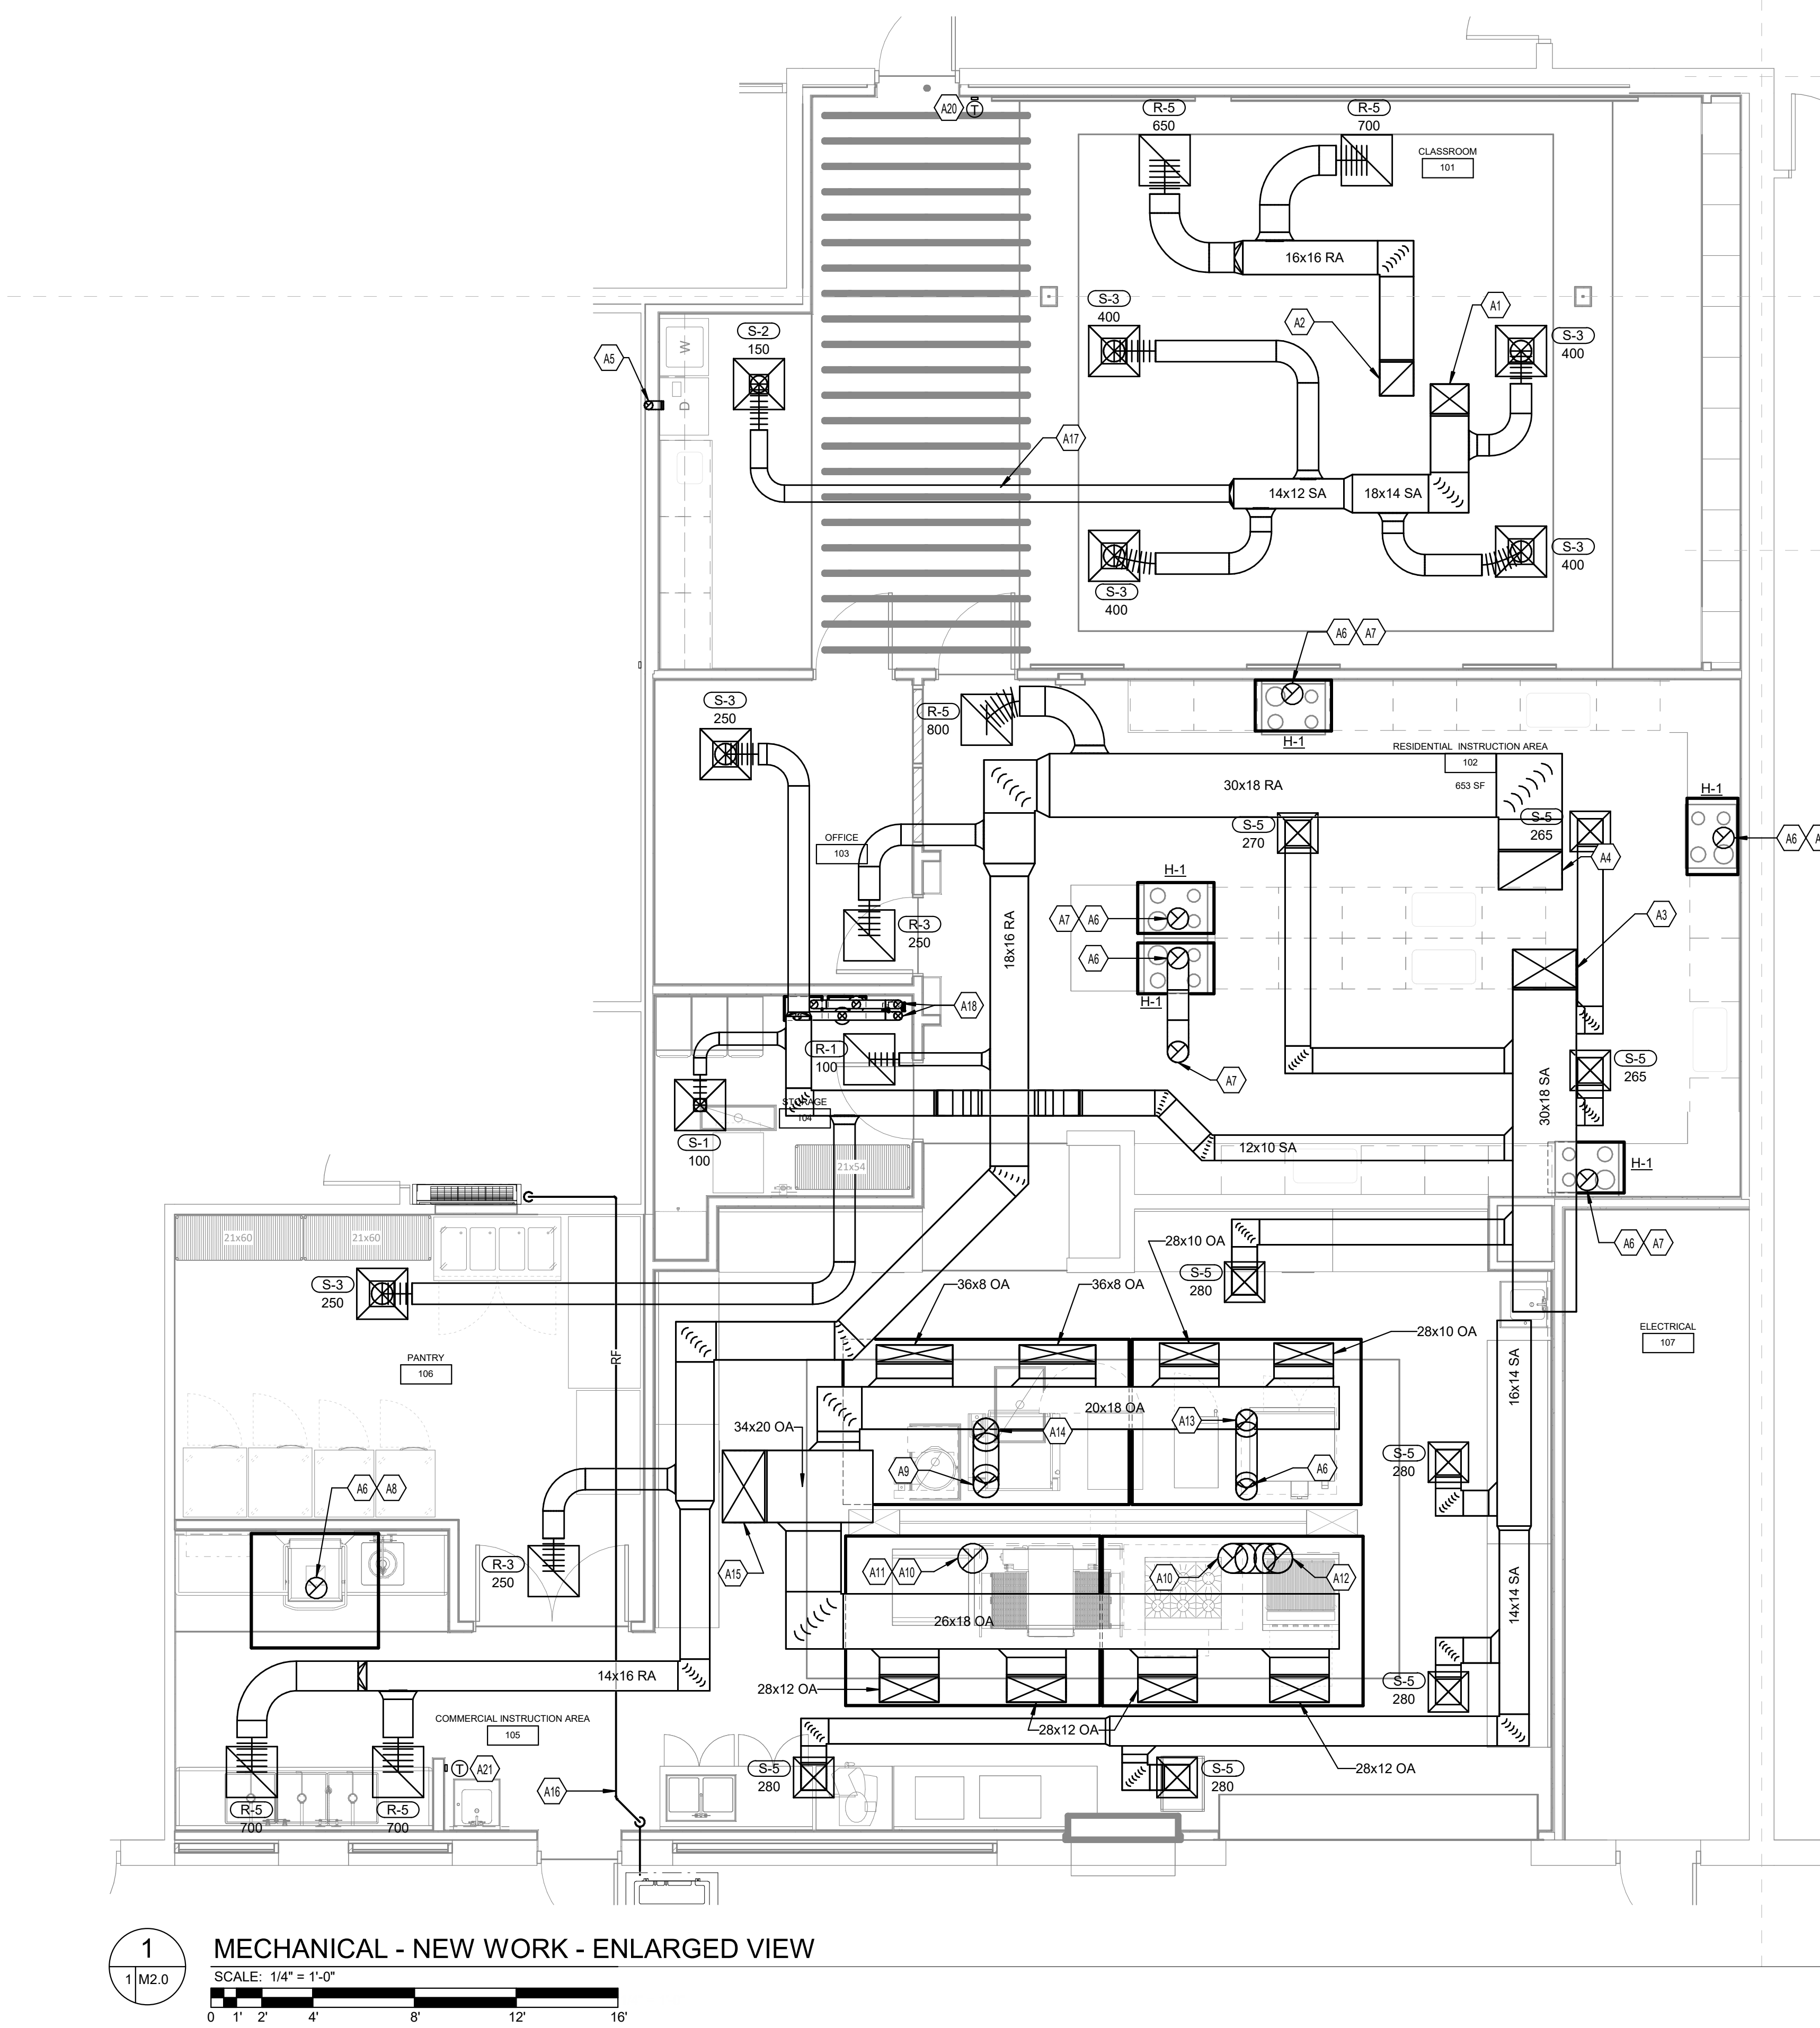 A20
T
R-5
650
R-5
700
CLASSROOM
101
16x16 RA
S-3
400
A2
A1
S-3
400
S-2
150
A5
W
D
A17
14x12 SA
18x14 SA
S-3
400
S-3
400
A6
A7
H-1
S-3
250
R-5
800
RESIDENTIAL INSTRUCTION AREA
102
653 SF
30x18 RA
H-1
A6
S-5
270
S-5
265
A4
OFFICE
103
R-3
250
18x16 RA
H-1
A7
A6
A6
H-1
A7
A3
A18
R-1
100
S-5
265
30x18 SA
STORAGE
104
S-1
100
21x54
12x10 SA
H-1
A6
A7
21x60
21x60
S-3
250
RF
PANTRY
106
28x10 OA
36x8 OA
36x8 OA
S-5
280
28x10 OA
ELECTRICAL
107
16x14 SA
20x18 OA
34x20 OA
A14
A13
A9
A6
S-5
280
A6
A8
R-3
250
A15
A11
A10
A10
A12
14x14 SA
26x18 OA
14x16 RA
28x12 OA
S-5
280
COMMERCIAL INSTRUCTION AREA
105
28x12 OA
T
A21
A16
S-5
280
S-5
280
28x12 OA
R-5
700
R-5
700
1
1 M2.0
MECHANICAL - NEW WORK - ENLARGED VIEW
SCALE: 1/4" = 1'-0"
0 1' 2' 4' 8' 12' 16'